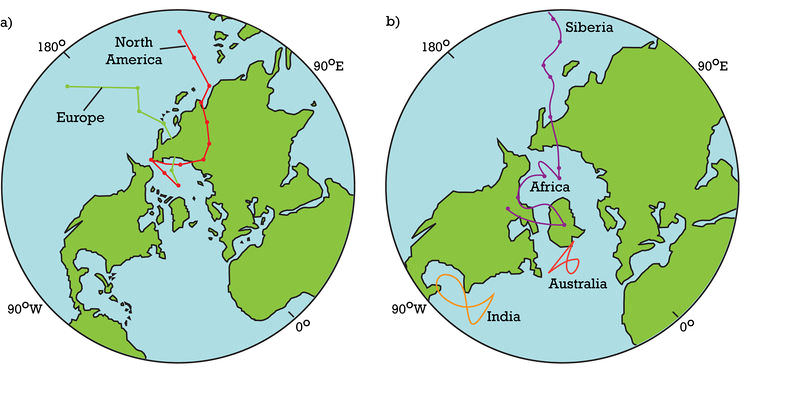 a)
180°
North
America
90°E
Europe
90°W
0°
b)
Siberia
180°
90°E
Africa
Australia
90°W
India
0°